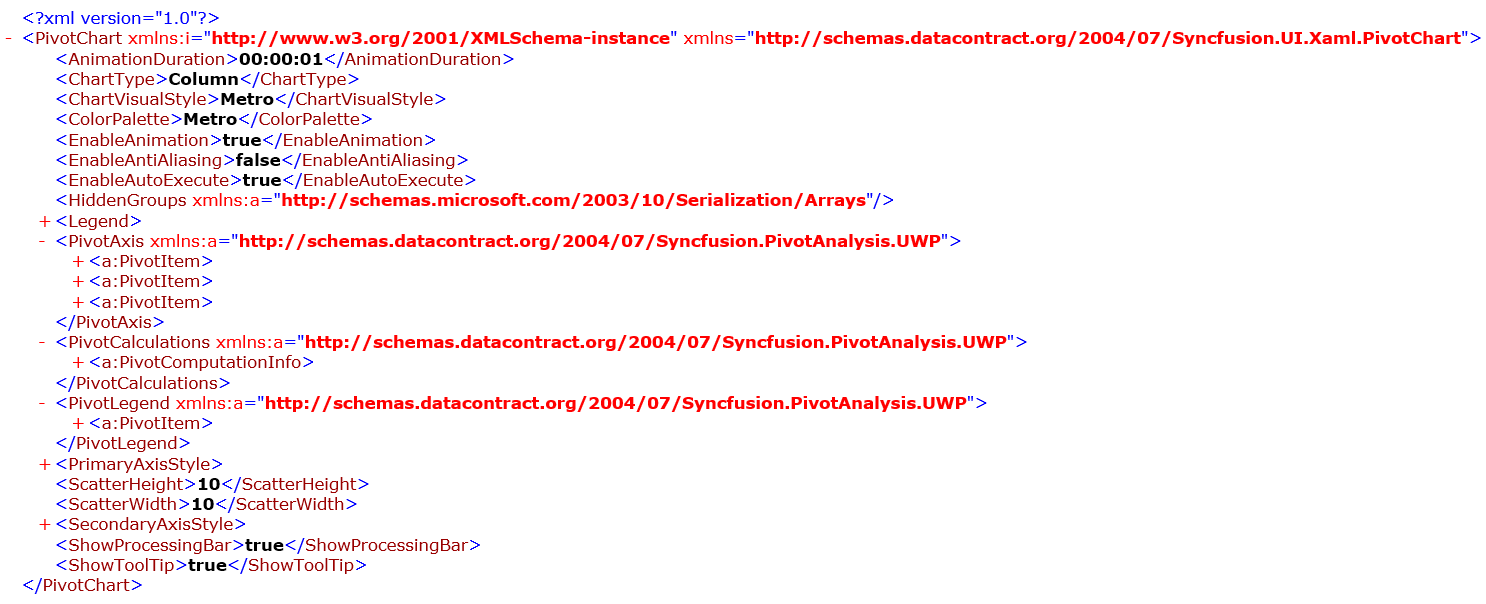 <?xml version="1.0"?>
- <PivotChart xmlns:i="http://www.w3.org/2001/XMLSchema-instance" xmlns="http://schemas.datacontract.org/2004/07/Syncfusion.UI.Xaml.PivotChart">
<AnimationDuration>00:00:01</AnimationDuration>
<ChartType>Column</ChartType>
<ChartVisualStyle>Metro</ChartVisualStyle>
<ColorPalette>Metro</ColorPalette>
<EnableAnimation>true</EnableAnimation>
<EnableAntiAliasing>false</EnableAntiAliasing>
<EnableAutoExecute>true</EnableAutoExecute>
<HiddenGroups xmlns:a="http://schemas.microsoft.com/2003/10/Serialization/Arrays"/>
+ <Legend>
- <PivotAxis xmlns:a="http://schemas.datacontract.org/2004/07/Syncfusion.PivotAnalysis.UWP">
+ <a:PivotItem>
+ <a:PivotItem>
+ <a:PivotItem>
</PivotAxis>
- <PivotCalculations xmlns:a="http://schemas.datacontract.org/2004/07/Syncfusion.PivotAnalysis.UWP">
+ <a:PivotComputationInfo>
</PivotCalculations>
- <PivotLegend xmlns:a="http://schemas.datacontract.org/2004/07/Syncfusion.PivotAnalysis.UWP">
+ <a:PivotItem>
</PivotLegend>
+ <PrimaryAxisStyle>
<ScatterHeight>10</ScatterHeight>
<ScatterWidth>10</ScatterWidth>
+ <SecondaryAxisStyle>
<ShowProcessingBar>true</ShowProcessingBar>
<ShowToolTip>true</ShowToolTip>
</PivotChart>